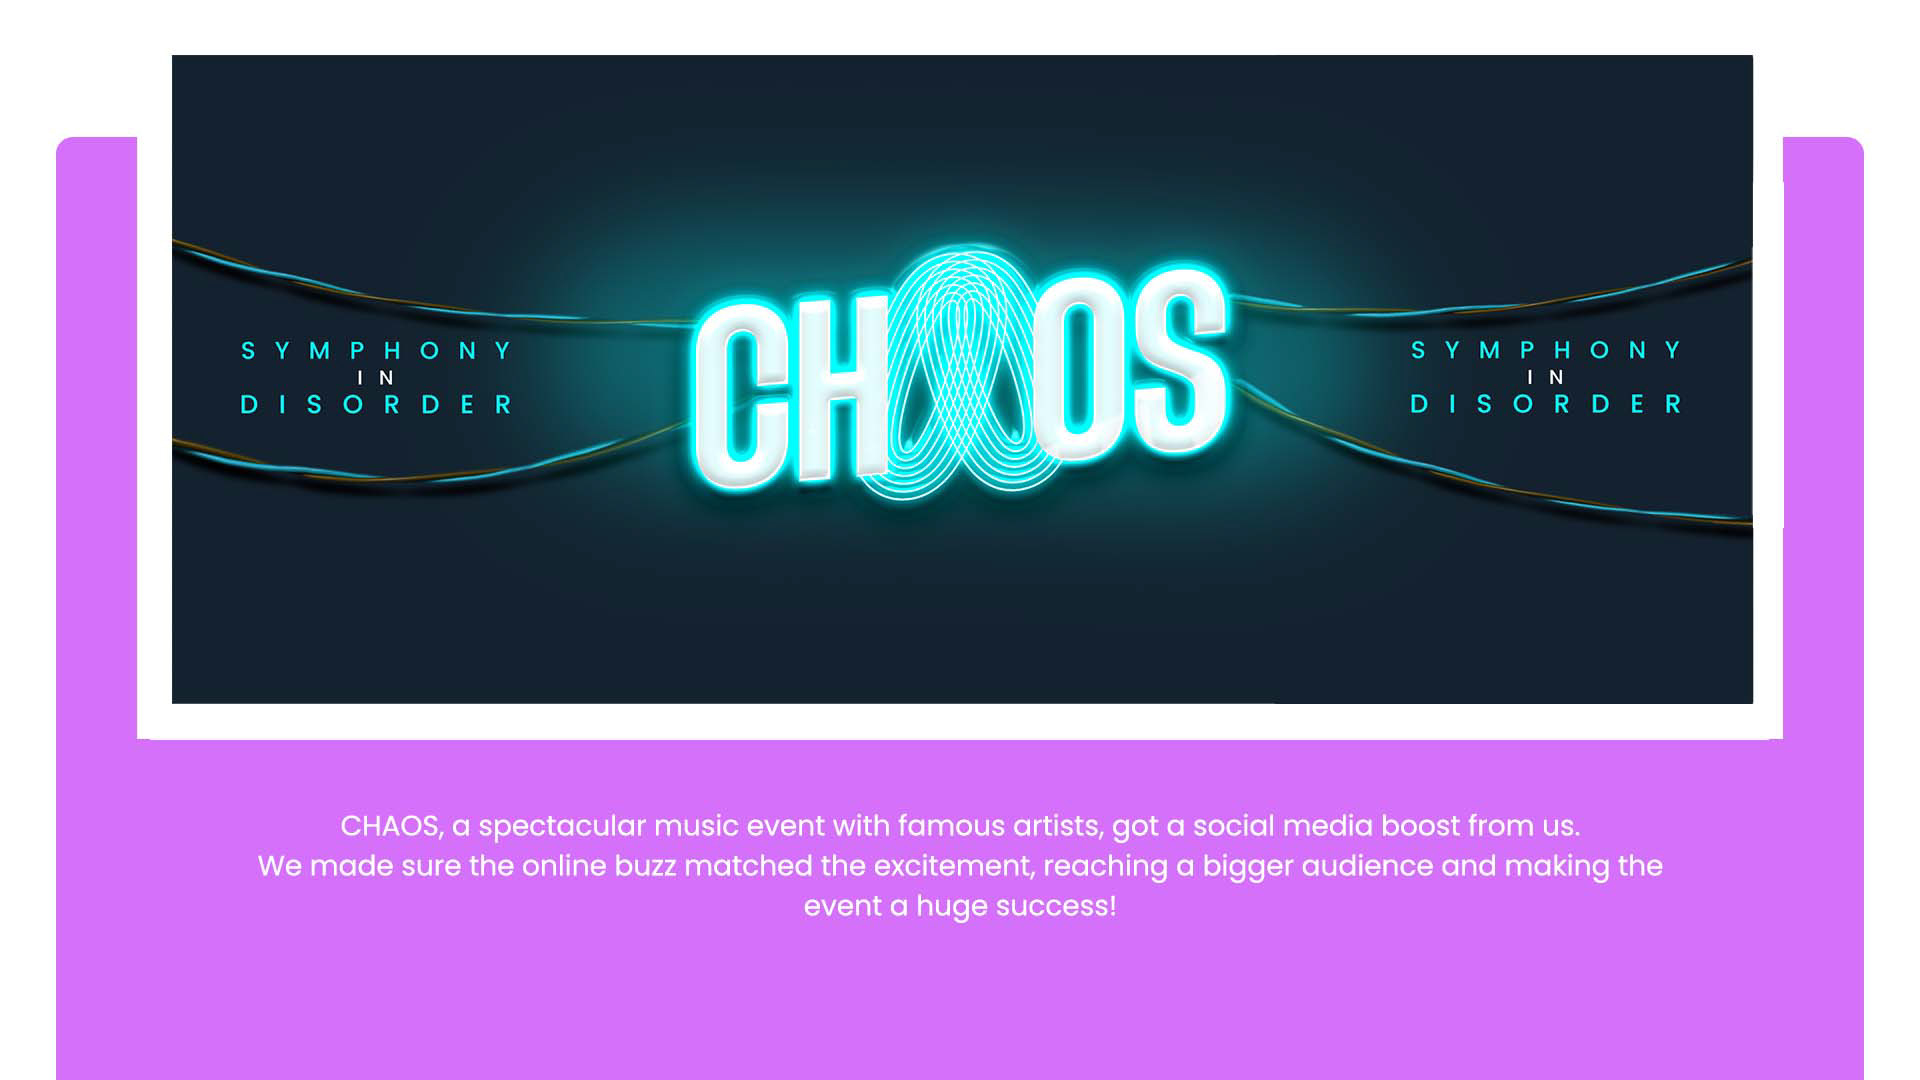 SYMPHONY
IN
DISORDER
CHAOS
SYMPHONY
IN
DISORDER
CHAOS, a spectacular music event with famous artists, got a social media boost from us.
We made sure the online buzz matched the excitement, reaching a bigger audience and making the
event a huge success!